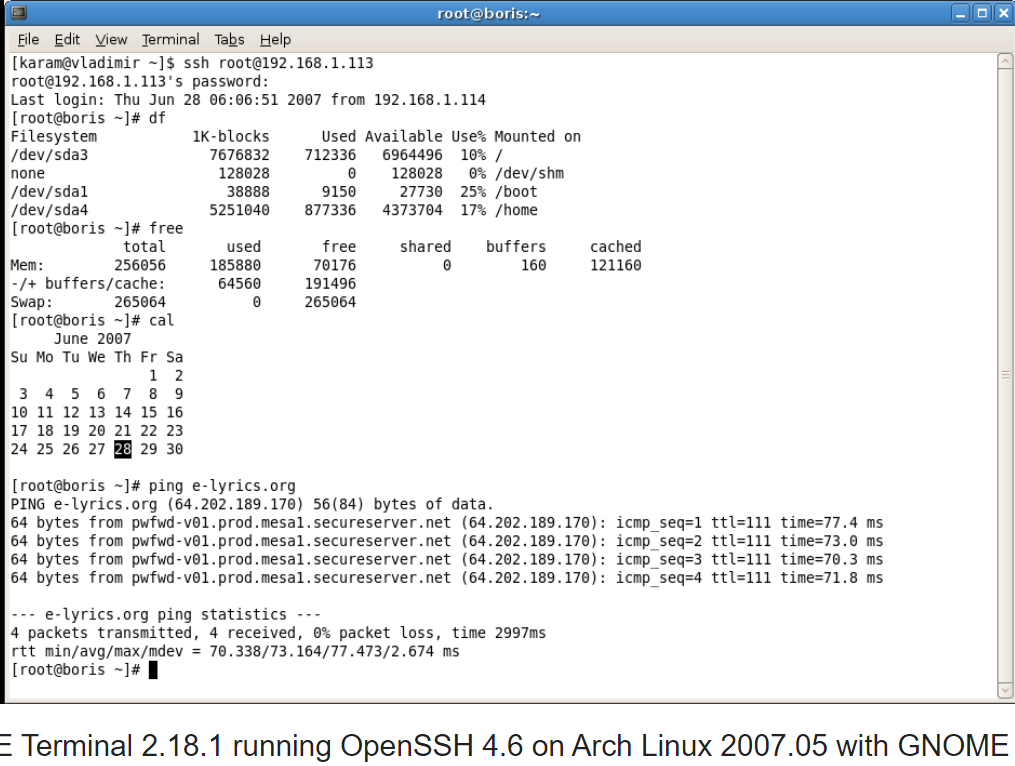 root@boris:~
File Edit View Terminal Tabs Help
[karam@vladimir ~]$ ssh root@192.168.1.113
root@192.168.1.113's password:
Last login: Thu Jun 28 06:06:51 2007 from 192.168.1.114
[root@boris ~]# df
Filesystem           1K-blocks      Used Available Use% Mounted on
/dev/sda3              7676832    712336   6964496  10% /
none                    128028         0    128028   0% /dev/shm
/dev/sda1                38888      9150     27730  25% /boot
/dev/sda4              5251040    877336   4373704  17% /home
[root@boris ~]# free
             total       used       free     shared    buffers     cached
Mem:        256056     185880      70176          0        160     121160
-/+ buffers/cache:      64560     191496
Swap:       265064          0     265064
[root@boris ~]# cal
     June 2007
Su Mo Tu We Th Fr Sa
                1  2
 3  4  5  6  7  8  9
10 11 12 13 14 15 16
17 18 19 20 21 22 23
24 25 26 27 28 29 30
[root@boris ~]# ping e-lyrics.org
PING e-lyrics.org (64.202.189.170) 56(84) bytes of data.
64 bytes from pwfwd-v01.prod.mesa1.secureserver.net (64.202.189.170): icmp_seq=1 ttl=111 time=77.4 ms
64 bytes from pwfwd-v01.prod.mesa1.secureserver.net (64.202.189.170): icmp_seq=2 ttl=111 time=73.0 ms
64 bytes from pwfwd-v01.prod.mesa1.secureserver.net (64.202.189.170): icmp_seq=3 ttl=111 time=70.3 ms
64 bytes from pwfwd-v01.prod.mesa1.secureserver.net (64.202.189.170): icmp_seq=4 ttl=111 time=71.8 ms
--- e-lyrics.org ping statistics ---
4 packets transmitted, 4 received, 0% packet loss, time 2997ms
rtt min/avg/max/mdev = 70.338/73.164/77.473/2.674 ms
[root@boris ~]#
E Terminal 2.18.1 running OpenSSH 4.6 on Arch Linux 2007.05 with GNOME